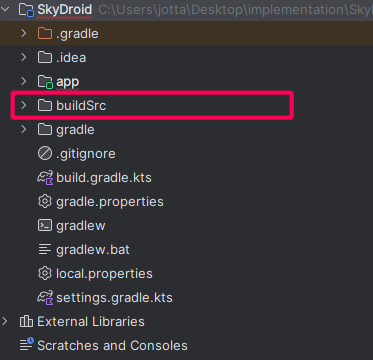 SkyDroid C:\Users\jotta\Desktop\implementation\Sky
.gradle
.idea
app
buildSrc
gradle
.gitignore
build.gradle.kts
gradle.properties
gradlew
gradlew.bat
local.properties
settings.gradle.kts
External Libraries
Scratches and Consoles